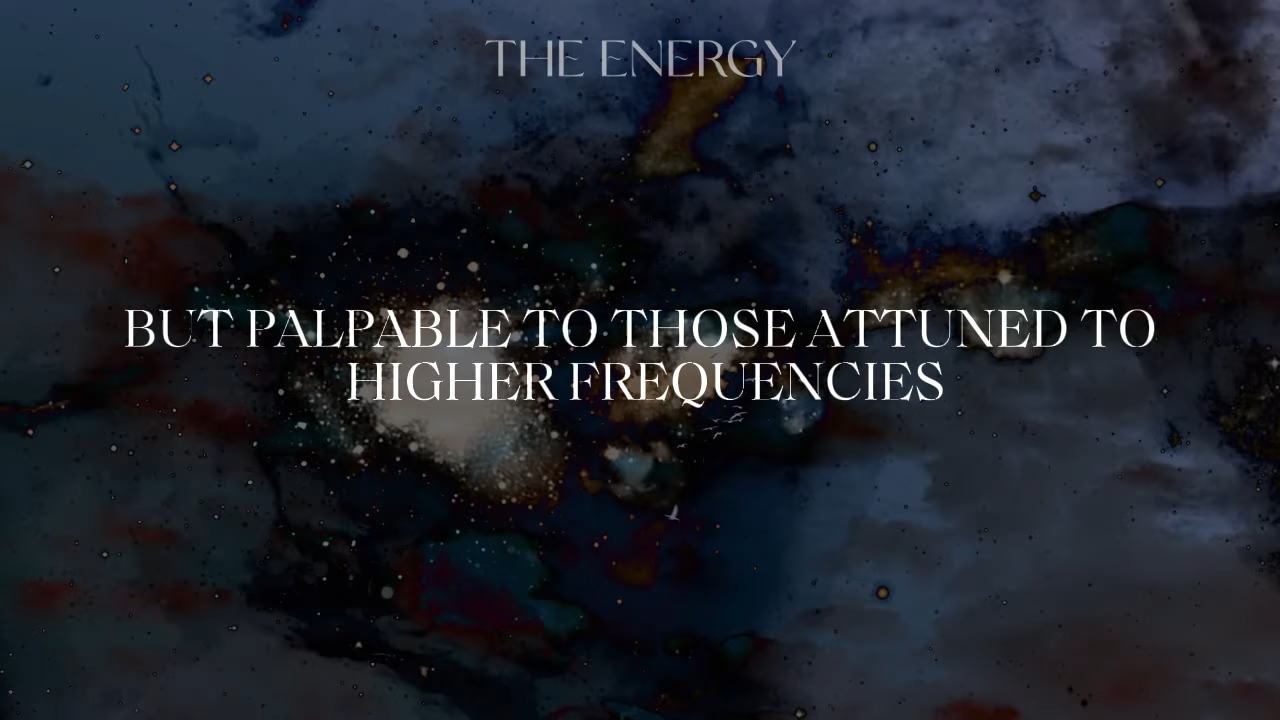 THE ENERGY
BUT PALPABLE TO THOSE ATTUNED TO
HIGHER FREQUENCIES